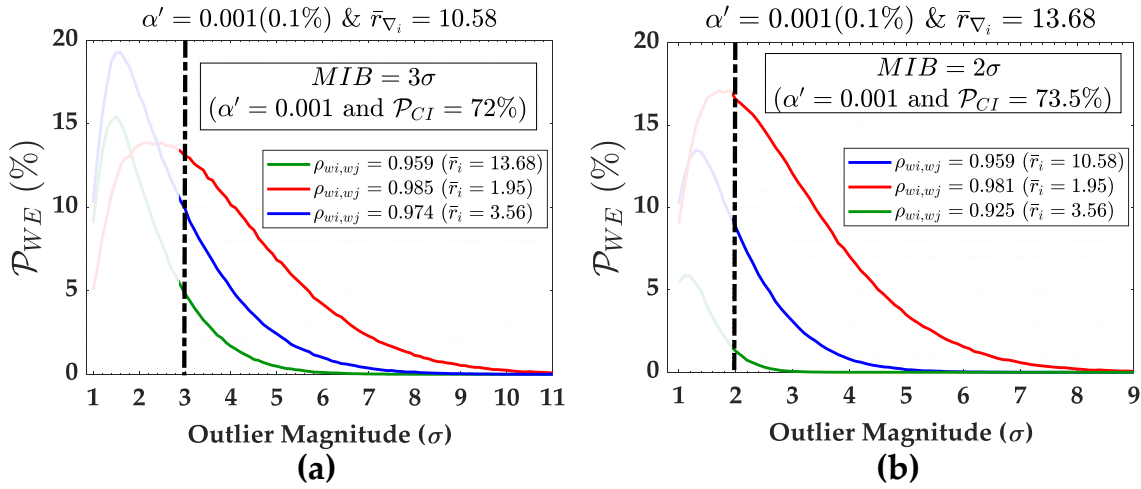 α′ = 0.001(0.1%) & r̄∇ᵢ = 10.58
MIB = 3σ
(α′ = 0.001 and P_CI = 72%)
ρwi,wj = 0.959 (r̄i = 13.68)
ρwi,wj = 0.985 (r̄i = 1.95)
ρwi,wj = 0.974 (r̄i = 3.56)
P_WE (%)
20
15
10
5
0
1 2 3 4 5 6 7 8 9 10 11
Outlier Magnitude (σ)
(a)
α′ = 0.001(0.1%) & r̄∇ᵢ = 13.68
MIB = 2σ
(α′ = 0.001 and P_CI = 73.5%)
ρwi,wj = 0.959 (r̄i = 10.58)
ρwi,wj = 0.981 (r̄i = 1.95)
ρwi,wj = 0.925 (r̄i = 3.56)
P_WE (%)
20
15
10
5
0
1 2 3 4 5 6 7 8 9
Outlier Magnitude (σ)
(b)